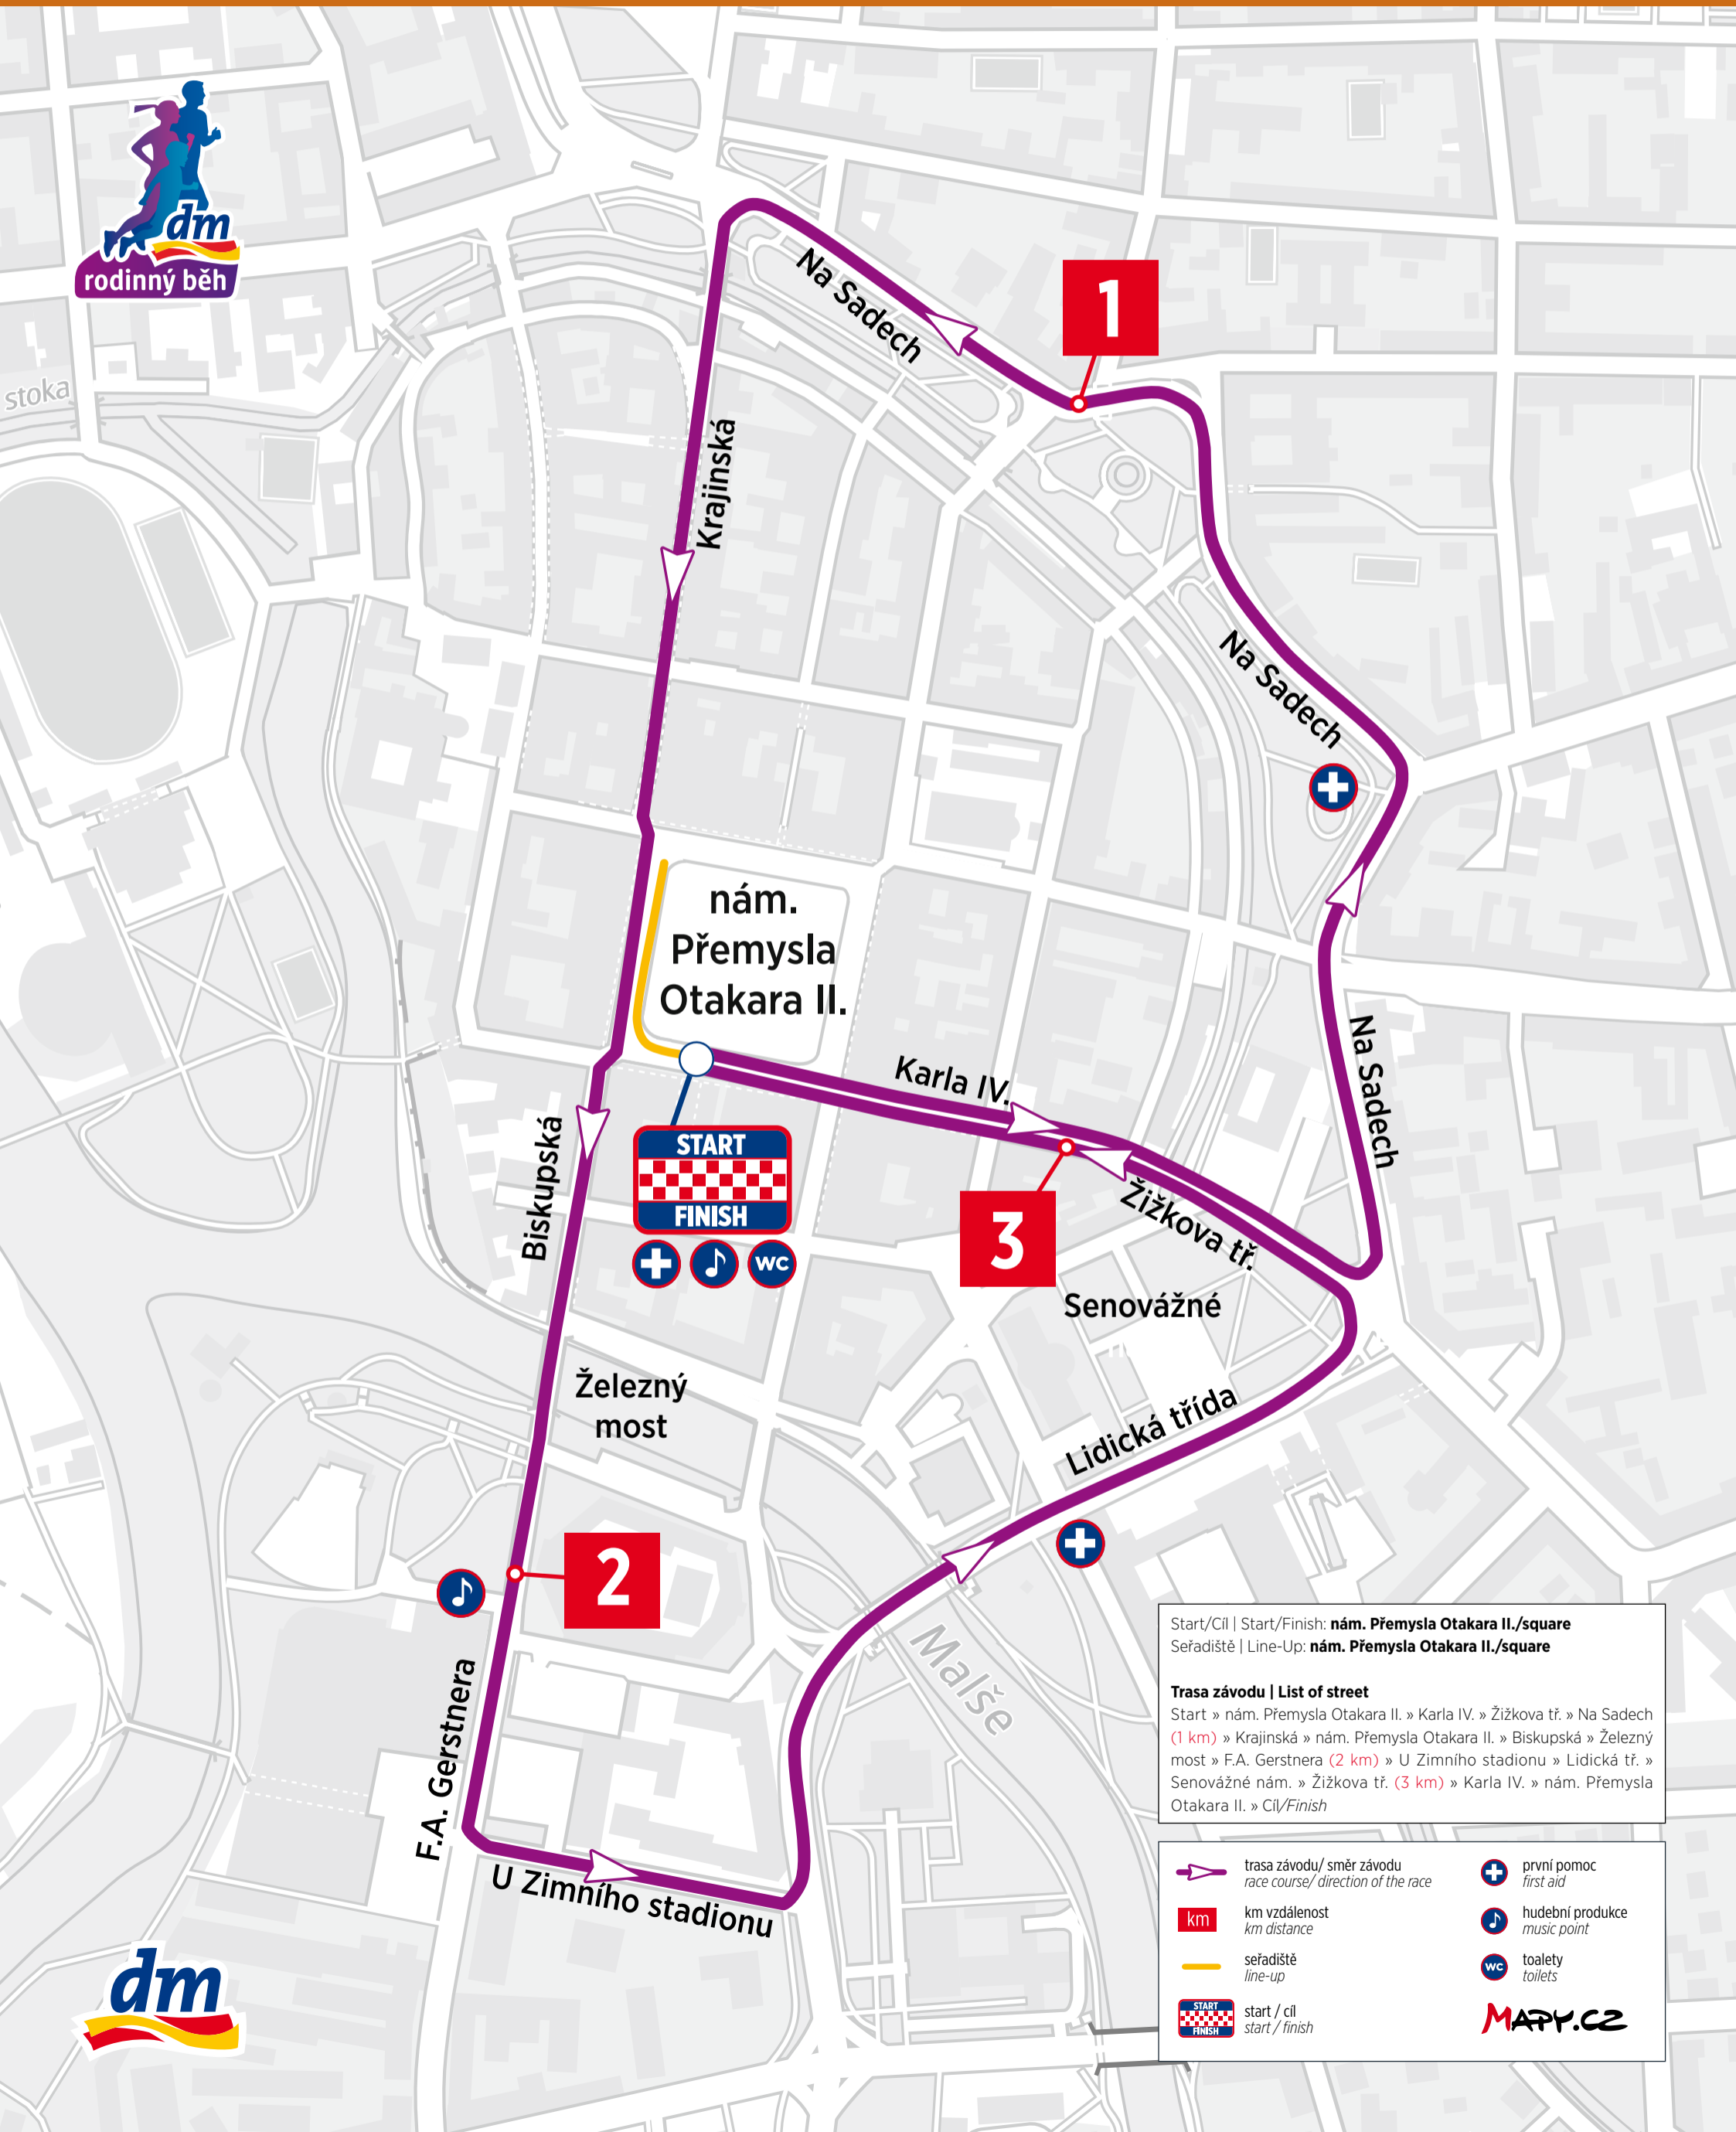 dm
rodinný běh
stoka
Na Sadech
1
Krajinská
Na Sadech
nám.
Přemysla
Otakara II.
Na Sadech
Karla IV.
START
FINISH
WC
Biskupská
Žižkova tř.
3
Senovážné
Železný
most
Lidická třída
2
Malše
F.A. Gerstnera
U Zimního stadionu
dm
Start/Cíl | Start/Finish: nám. Přemysla Otakara II./square
Seřadiště | Line-Up: nám. Přemysla Otakara II./square
Trasa závodu | List of street
Start » nám. Přemysla Otakara II. » Karla IV. » Žižkova tř. » Na Sadech
(1 km) » Krajinská » nám. Přemysla Otakara II. » Biskupská » Železný
most » F.A. Gerstnera (2 km) » U Zimního stadionu » Lidická tř. »
Senovážné nám. » Žižkova tř. (3 km) » Karla IV. » nám. Přemysla
Otakara II. » Cíl/Finish
trasa závodu/ směr závodu
race course/ direction of the race
km
km vzdálenost
km distance
seřadiště
line-up
START
FINISH
start / cíl
start / finish
první pomoc
first aid
hudební produkce
music point
WC
toalety
toilets
MAPY.CZ